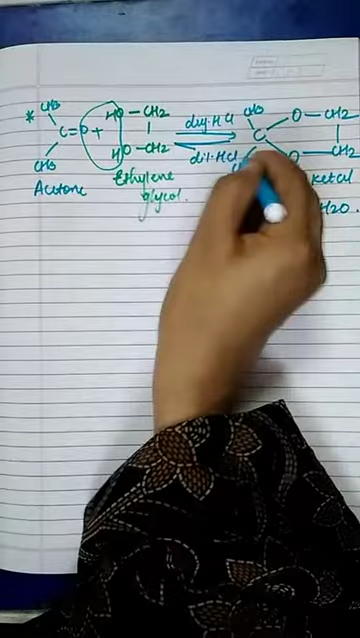 * CH3 HO — CH2 dry·HCl CH3 O — CH2
C=O + C
CH3 HO — CH2 dil·HCl O CH2
Acetone Ethylene ketal
glycol. H2O.